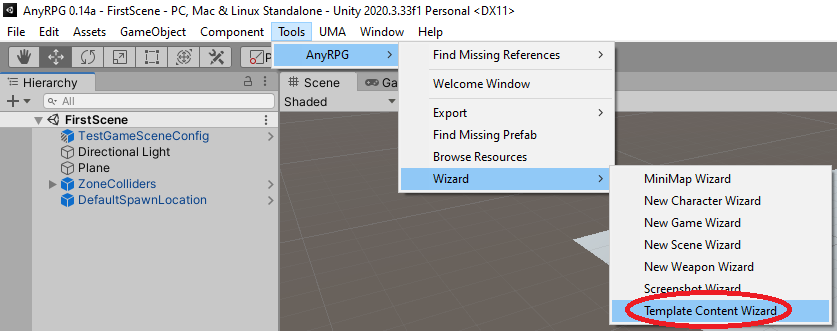 AnyRPG 0.14a - FirstScene - PC, Mac & Linux Standalone - Unity 2020.3.33f1 Personal <DX11>
File Edit Assets GameObject Component Tools UMA Window Help
AnyRPG
Find Missing References
Welcome Window
Export
Find Missing Prefab
Browse Resources
Wizard
MiniMap Wizard
New Character Wizard
New Game Wizard
New Scene Wizard
New Weapon Wizard
Screenshot Wizard
Template Content Wizard
Hierarchy
All
FirstScene
TestGameSceneConfig
Directional Light
Plane
ZoneColliders
DefaultSpawnLocation
Scene
Shaded